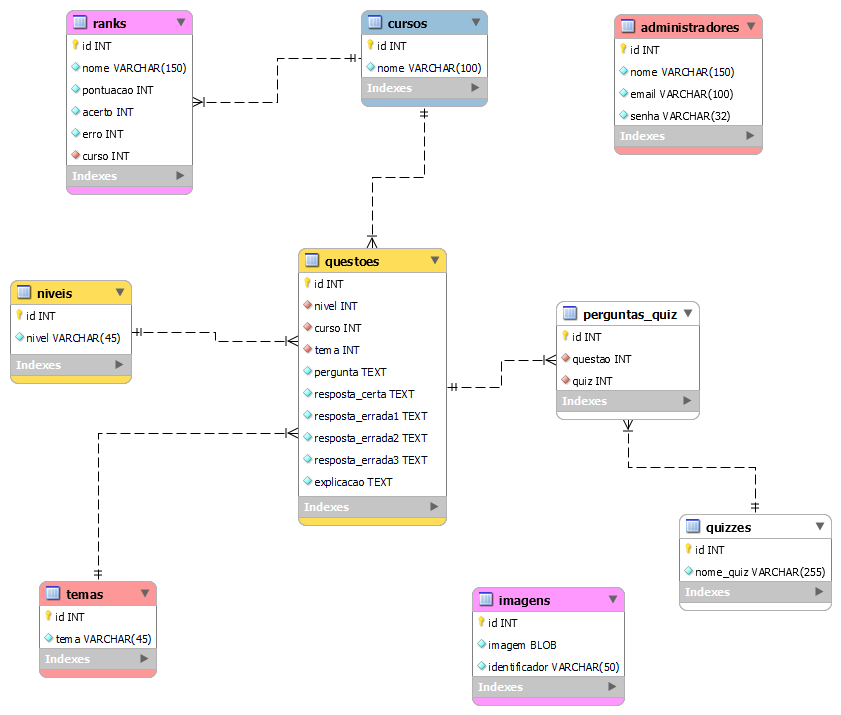 ranks
id INT
nome VARCHAR(150)
pontuacao INT
acerto INT
erro INT
curso INT
Indexes
cursos
id INT
nome VARCHAR(100)
Indexes
administradores
id INT
nome VARCHAR(150)
email VARCHAR(100)
senha VARCHAR(32)
Indexes
niveis
id INT
nivel VARCHAR(45)
Indexes
questoes
id INT
nivel INT
curso INT
tema INT
pergunta TEXT
resposta_certa TEXT
resposta_errada1 TEXT
resposta_errada2 TEXT
resposta_errada3 TEXT
explicacao TEXT
Indexes
perguntas_quiz
id INT
questao INT
quiz INT
Indexes
quizzes
id INT
nome_quiz VARCHAR(255)
Indexes
temas
id INT
tema VARCHAR(45)
Indexes
imagens
id INT
imagem BLOB
identificador VARCHAR(50)
Indexes